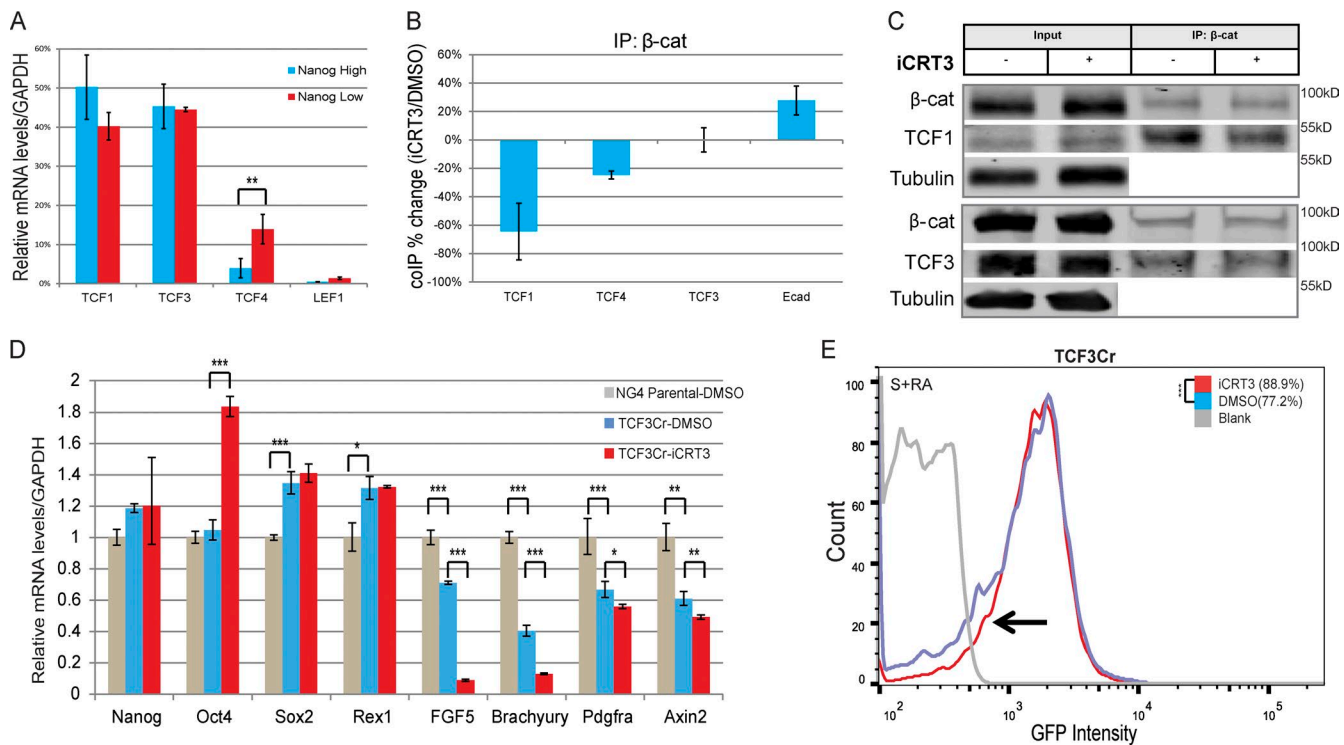 A
Relative mRNA levels/GAPDH
60%
50%
40%
30%
20%
10%
0%
Nanog High
Nanog Low
**
TCF1 TCF3 TCF4 LEF1
B
IP: β-cat
coIP % change (iCRT3/DMSO)
60%
40%
20%
0%
-20%
-40%
-60%
-80%
-100%
TCF1 TCF4 TCF3 Ecad
C
Input IP: β-cat
iCRT3 - + - +
β-cat 100kD
TCF1 55kD
Tubulin 55kD
β-cat 100kD
TCF3 100kD
Tubulin 55kD
D
Relative mRNA levels/GAPDH
2
1.8
1.6
1.4
1.2
1
0.8
0.6
0.4
0.2
0
NG4 Parental-DMSO
TCF3Cr-DMSO
TCF3Cr-iCRT3
*** *** * *** *** *** *** *** * ** **
Nanog Oct4 Sox2 Rex1 FGF5 Brachyury Pdgfra Axin2
E
TCF3Cr
S+RA
iCRT3 (88.9%)
DMSO(77.2%)
Blank
***
Count
100
80
60
40
20
0
10² 10³ 10⁴ 10⁵
GFP Intensity